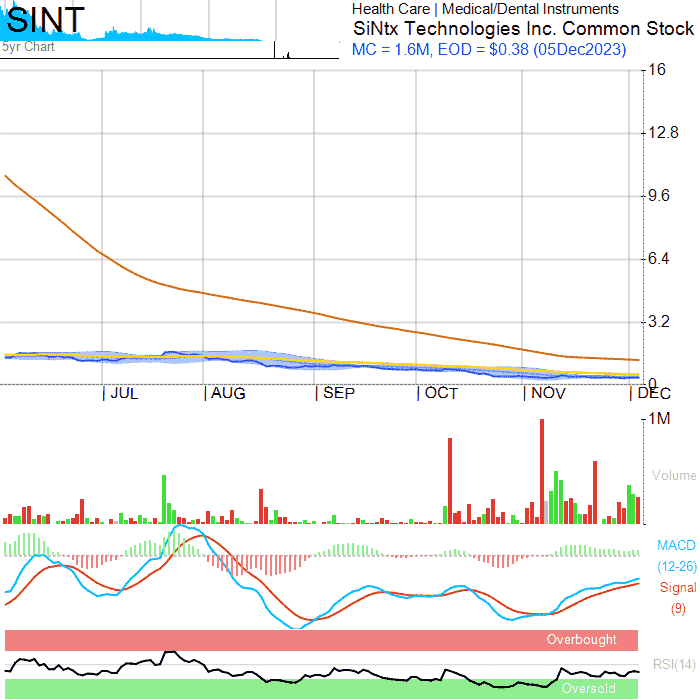 SINT
5yr Chart
Health Care | Medical/Dental Instruments
SiNtx Technologies Inc. Common Stock
MC = 1.6M, EOD = $0.38 (05Dec2023)
16
12.8
9.6
6.4
3.2
0
JUL
AUG
SEP
OCT
NOV
DEC
1M
Volume
MACD
(12-26)
Signal
(9)
Overbought
RSI(14)
Oversold